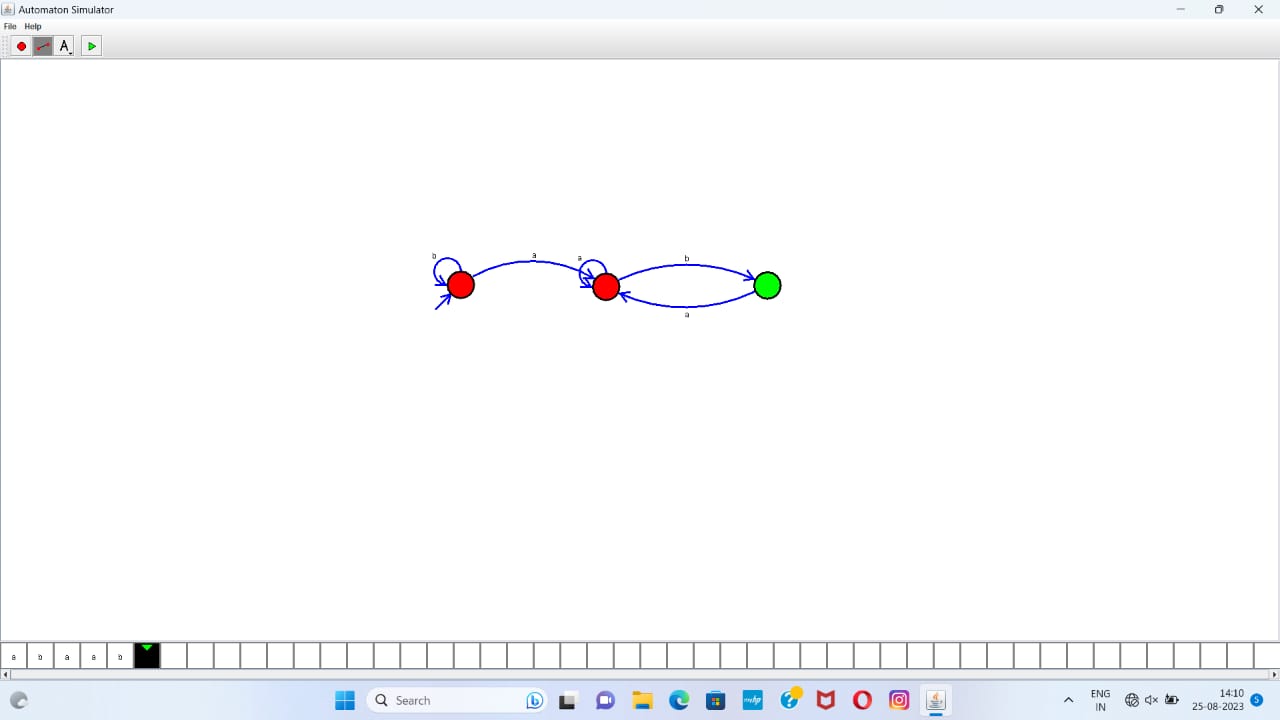 Automaton Simulator
File Help
A
b a a b
a
a b a a b
Search
ENG
IN
14:10
25-08-2023
5